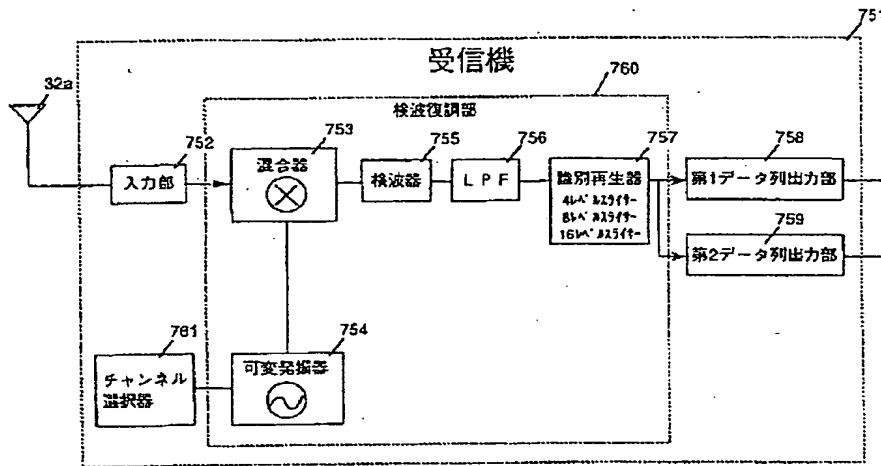 751
受信機
760
32a
検波復調部
752
753
755
756
757
758
入力部
混合器
検波器
LPF
識別再生器
4レベルスライサー
8レベルスライサー
16レベルスライサー
第1データ列出力部
759
第2データ列出力部
761
754
チャンネル
選択器
可変発振器